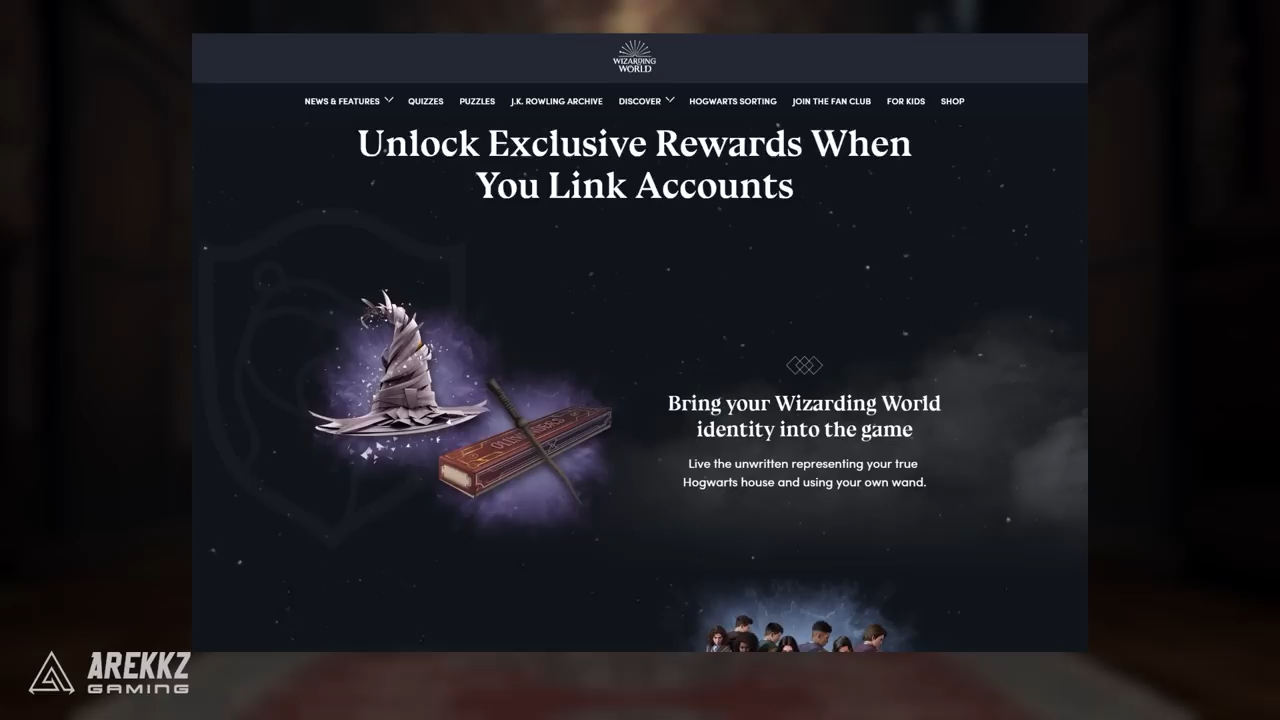 WIZARDING
WORLD
NEWS & FEATURES QUIZZES PUZZLES J.K. ROWLING ARCHIVE DISCOVER HOGWARTS SORTING JOIN THE FAN CLUB FOR KIDS SHOP
Unlock Exclusive Rewards When
You Link Accounts
Bring your Wizarding World
identity into the game
Live the unwritten representing your true
Hogwarts house and using your own wand.
AREKKZ
GAMING